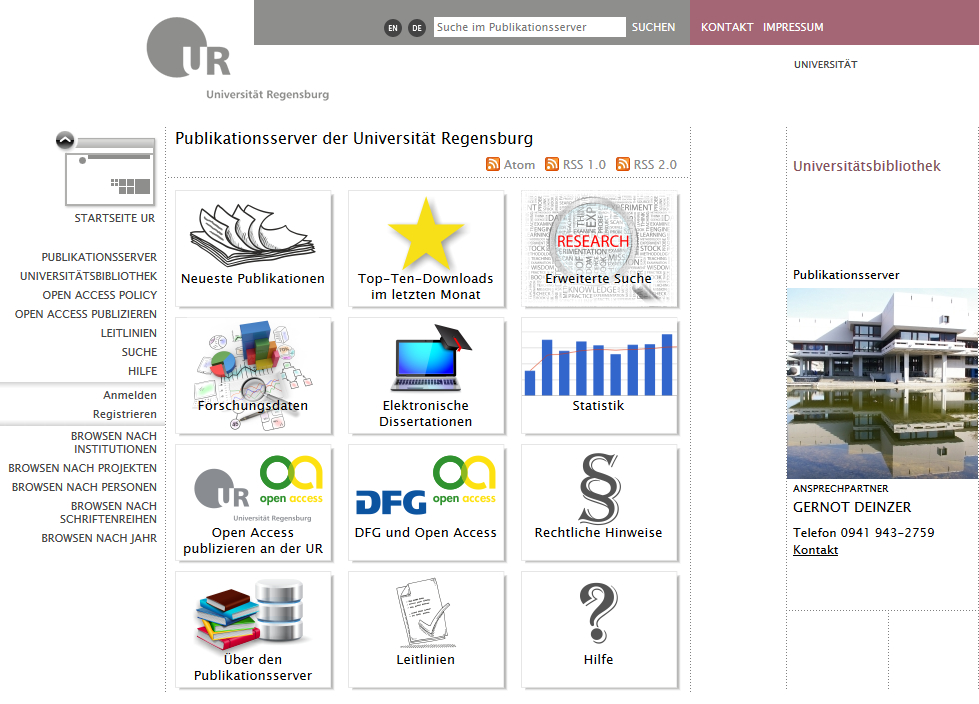 EN DE Suche im Publikationsserver SUCHEN KONTAKT IMPRESSUM
UR
Universität Regensburg
UNIVERSITÄT
STARTSEITE UR
PUBLIKATIONSSERVER
UNIVERSITÄTSBIBLIOTHEK
OPEN ACCESS POLICY
OPEN ACCESS PUBLIZIEREN
LEITLINIEN
SUCHE
HILFE
Anmelden
Registrieren
BROWSEN NACH
INSTITUTIONEN
BROWSEN NACH PROJEKTEN
BROWSEN NACH PERSONEN
BROWSEN NACH
SCHRIFTENREIHEN
BROWSEN NACH JAHR
Publikationsserver der Universität Regensburg
Atom RSS 1.0 RSS 2.0
Neueste Publikationen
Top-Ten-Downloads
im letzten Monat
RESEARCH
Erweiterte Suche
Forschungsdaten
Elektronische
Dissertationen
Statistik
UR
Universität Regensburg
oa
open access
Open Access
publizieren an der UR
DFG
oa
open access
DFG und Open Access
§
Rechtliche Hinweise
Über den
Publikationsserver
Leitlinien
?
Hilfe
Universitätsbibliothek
Publikationsserver
ANSPRECHPARTNER
GERNOT DEINZER
Telefon 0941 943-2759
Kontakt